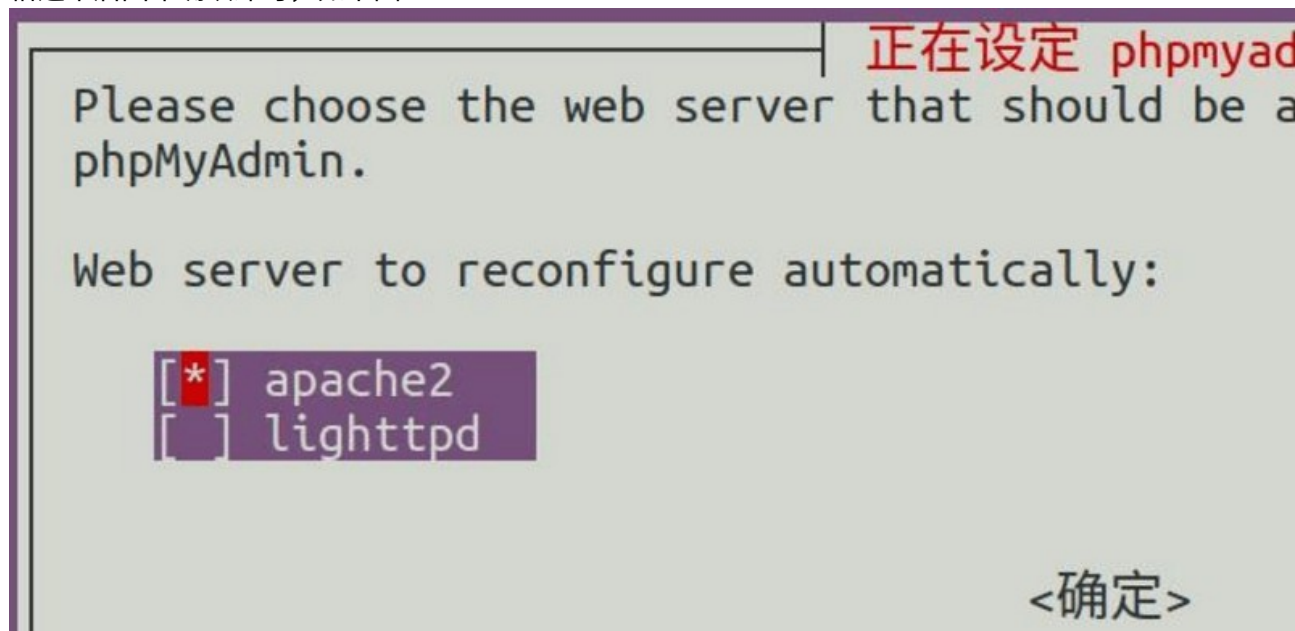 正在设定 phpmyad
Please choose the web server that should be a
phpMyAdmin.
Web server to reconfigure automatically:
[*] apache2
[ ] lighttpd
<确定>